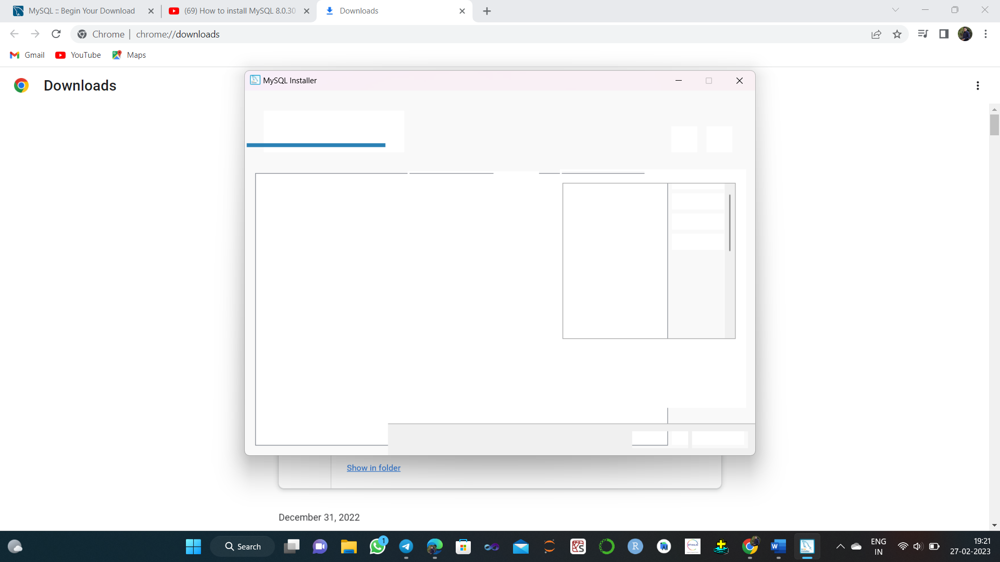 MySQL :: Begin Your Download
(69) How to install MySQL 8.0.30
Downloads
Chrome
chrome://downloads
Gmail
YouTube
Maps
Downloads
MySQL Installer
Show in folder
December 31, 2022
Search
1
R
ENG
IN
19:21
27-02-2023